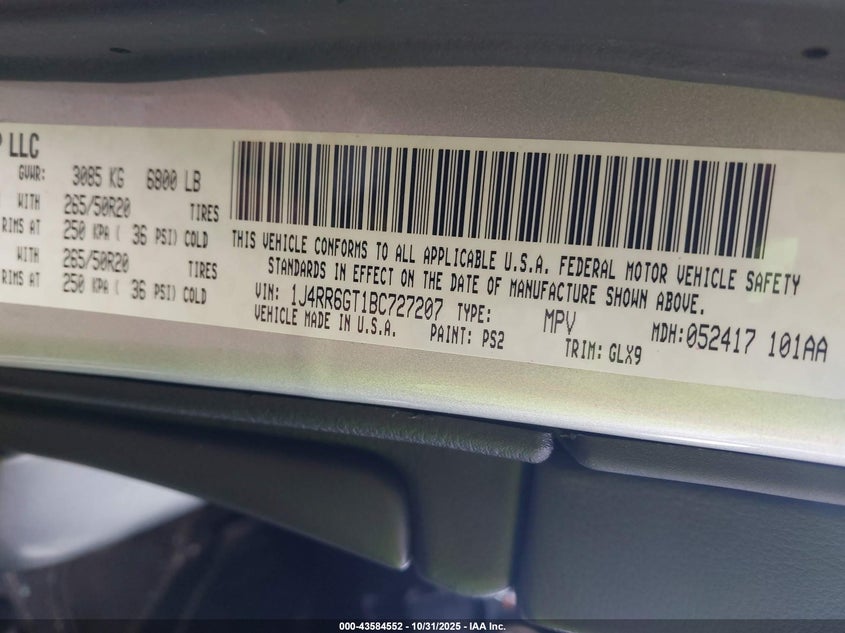 LLC
GVWR: 3085 KG 6800 LB
WITH 265/50R20 TIRES
RIMS AT 250 KPA ( 36 PSI) COLD
WITH 265/50R20 TIRES
RIMS AT 250 KPA ( 36 PSI) COLD
THIS VEHICLE CONFORMS TO ALL APPLICABLE U.S.A. FEDERAL MOTOR VEHICLE SAFETY
STANDARDS IN EFFECT ON THE DATE OF MANUFACTURE SHOWN ABOVE.
VIN: 1J4RR6GT1BC727207 TYPE: MPV MDH:052417 101AA
VEHICLE MADE IN U.S.A. PAINT: PS2 TRIM: GLX9
000-43584552 - 10/31/2025 - IAA Inc.